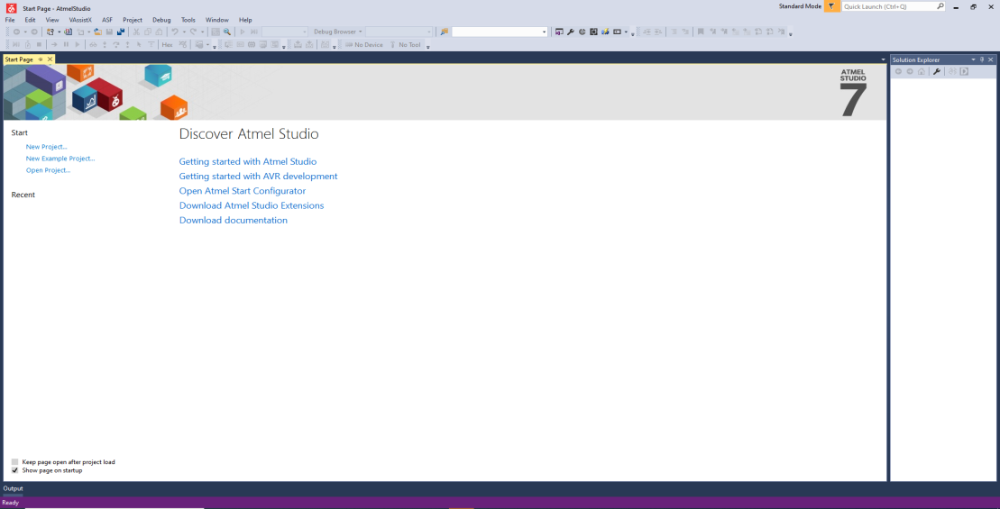 Start Page - AtmelStudio
Standard Mode
Quick Launch (Ctrl+Q)
File Edit View VAssistX ASF Project Debug Tools Window Help
Debug Browser
Hex
No Device
No Tool
Start Page
Solution Explorer
ATMEL
STUDIO
7
Start
New Project...
New Example Project...
Open Project...
Recent
Discover Atmel Studio
Getting started with Atmel Studio
Getting started with AVR development
Open Atmel Start Configurator
Download Atmel Studio Extensions
Download documentation
Keep page open after project load
Show page on startup
Output
Ready